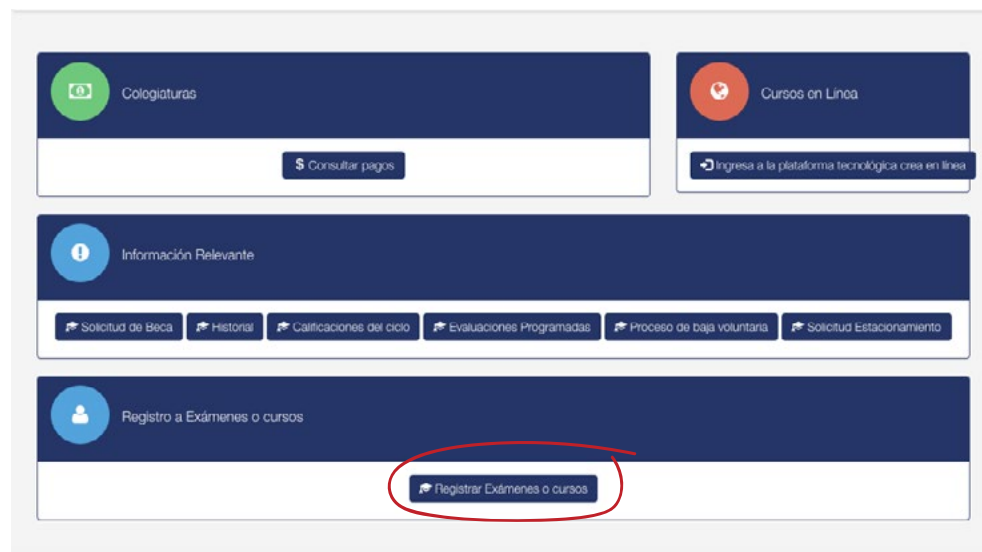 Cologiaturas
Cursos en Línea
$ Consultar pagos
Ingresa a la plataforma tecnológica crea en línea
Información Relevante
Solicitud de Beca
Historial
Calificaciones del ciclo
Evaluaciones Programadas
Proceso de baja voluntaria
Solicitud Estacionamiento
Registro a Exámenes o cursos
Registrar Exámenes o cursos